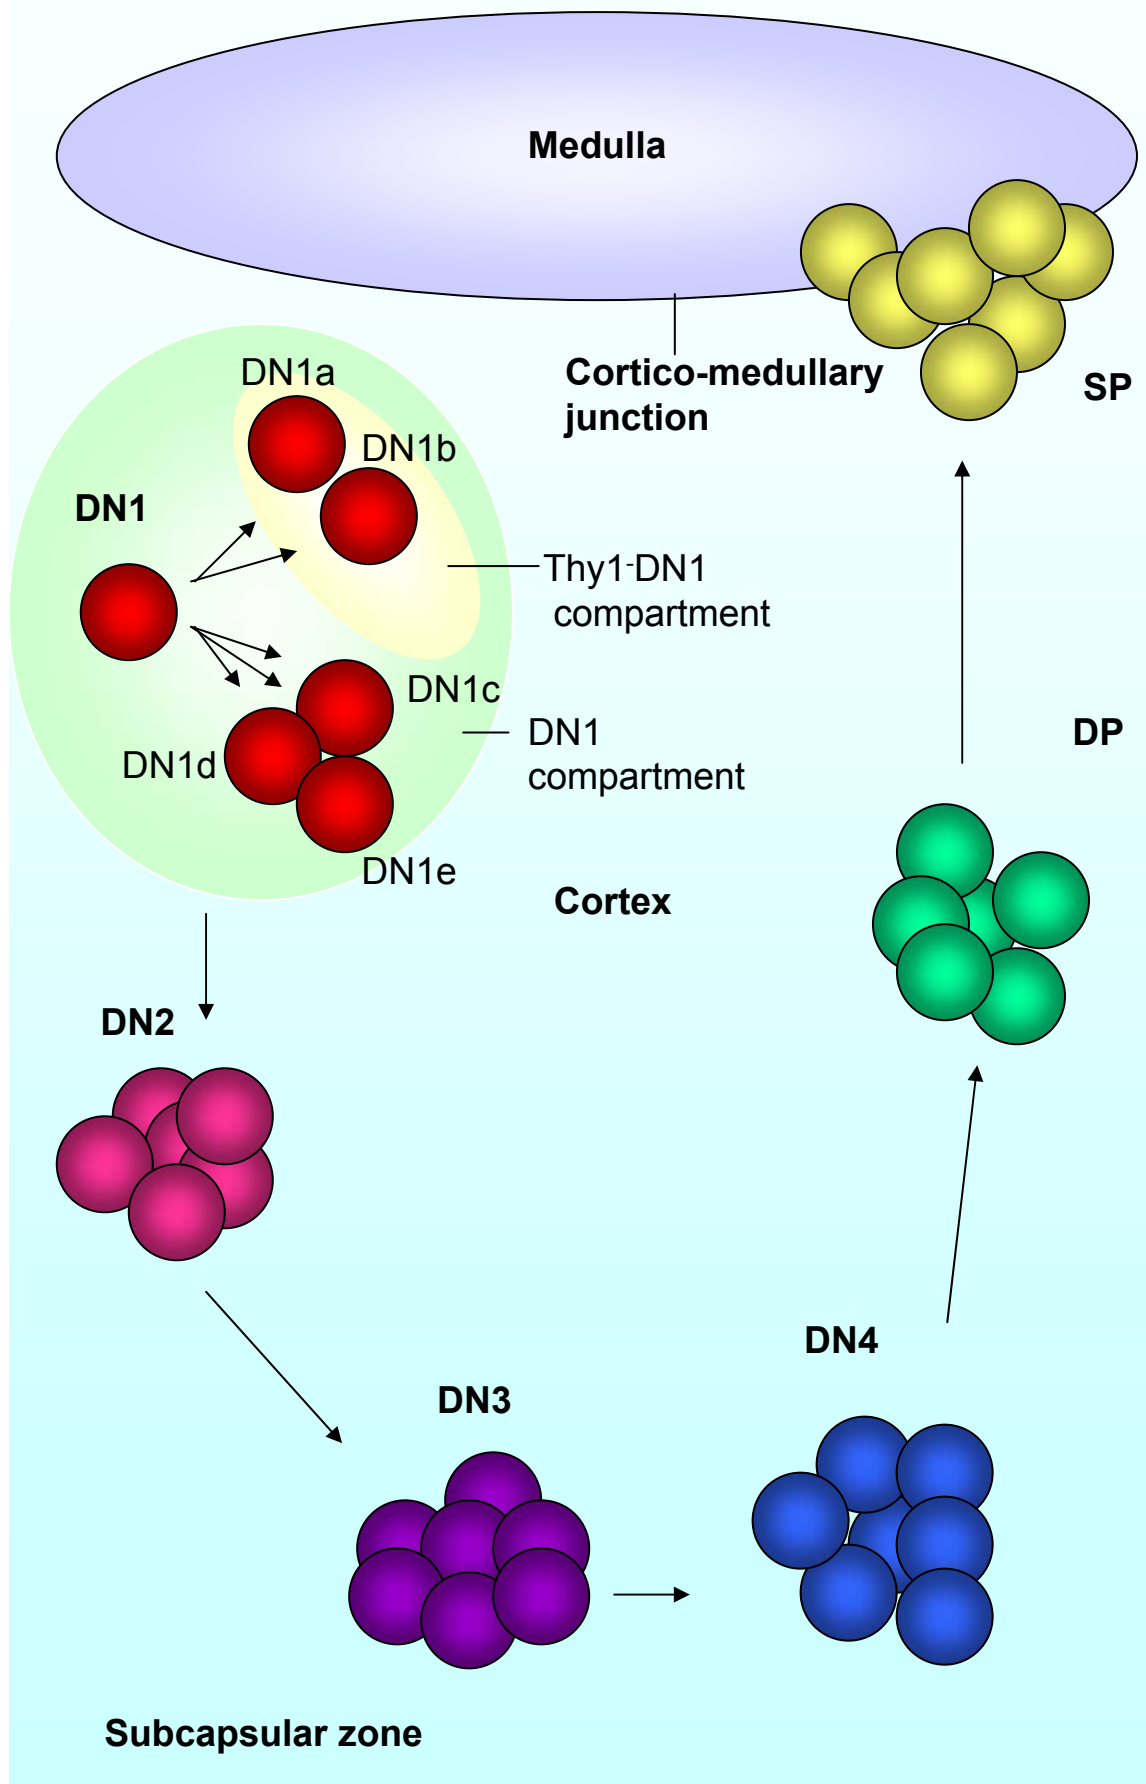 Medulla
Cortico-medullary
junction
SP
DN1a
DN1b
DN1
Thy1-DN1
compartment
DN1c
DN1d
DN1
compartment
DN1e
DP
Cortex
DN2
DN4
DN3
Subcapsular zone